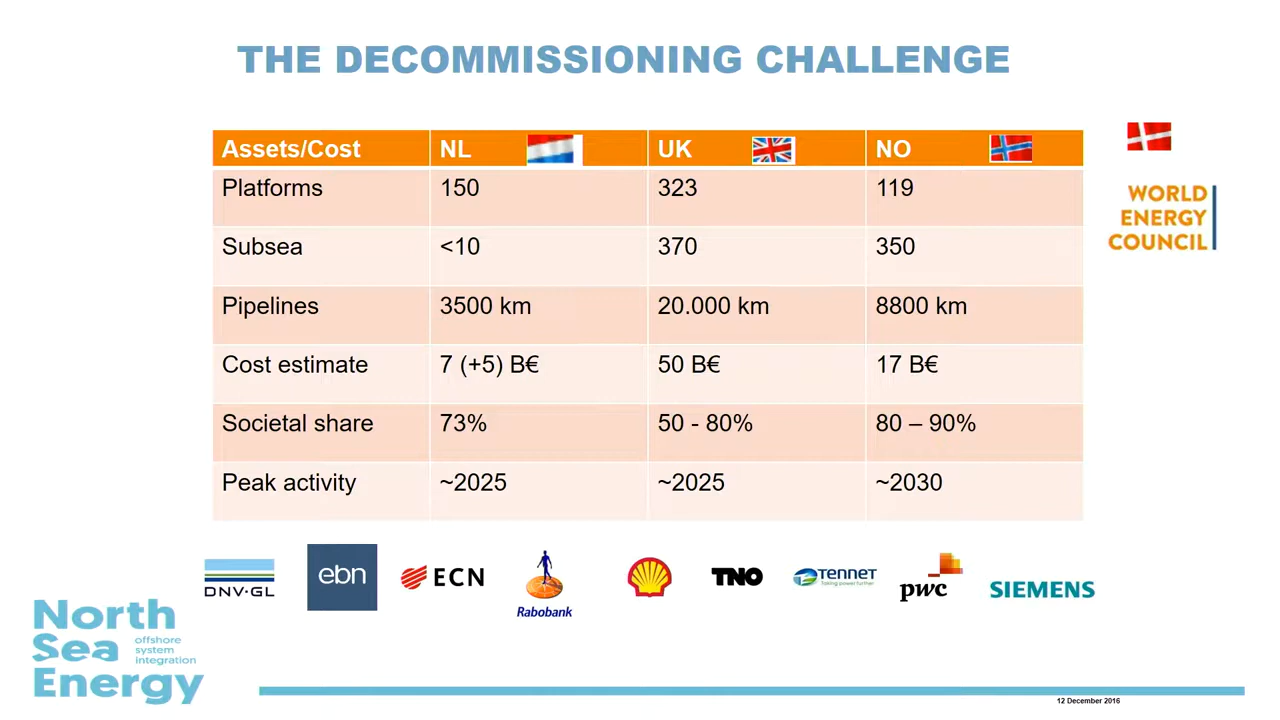 THE DECOMMISSIONING CHALLENGE
Assets/Cost NL UK NO
Platforms 150 323 119
Subsea <10 370 350
Pipelines 3500 km 20.000 km 8800 km
Cost estimate 7 (+5) B€ 50 B€ 17 B€
Societal share 73% 50 - 80% 80 – 90%
Peak activity ~2025 ~2025 ~2030
WORLD
ENERGY
COUNCIL
DNV·GL
ebn
ECN
Rabobank
TNO
TENNET
Taking power further
pwc
SIEMENS
North
Sea
Energy
offshore
system
integration
12 December 2016